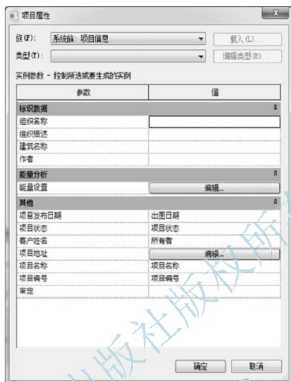 项目属性
族(F): 系统族: 项目信息 载入(L)...
类型(T): 编辑类型(E)...
实例参数 - 控制所选或要生成的实例
参数 值
标识数据
组织名称
组织描述
建筑名称
作者
能量分析
能量设置 编辑...
其他
项目发布日期 出图日期
项目状态 项目状态
客户姓名 所有者
项目地址 编辑...
项目名称 项目名称
项目编号 项目编号
审定
确定 取消
出版社版权所